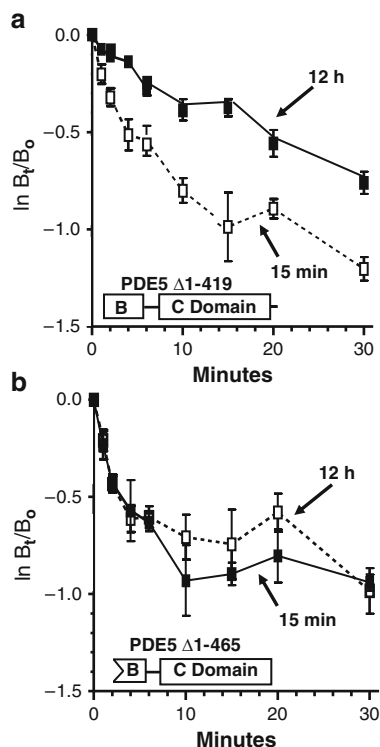 a
0.0
−0.5
−1.0
−1.5
ln Bt/Bo
12 h
15 min
PDE5 Δ1-419
B
C Domain
0
10
20
30
Minutes
b
0.0
−0.5
−1.0
−1.5
ln Bt/Bo
12 h
15 min
PDE5 Δ1-465
B
C Domain
0
10
20
30
Minutes